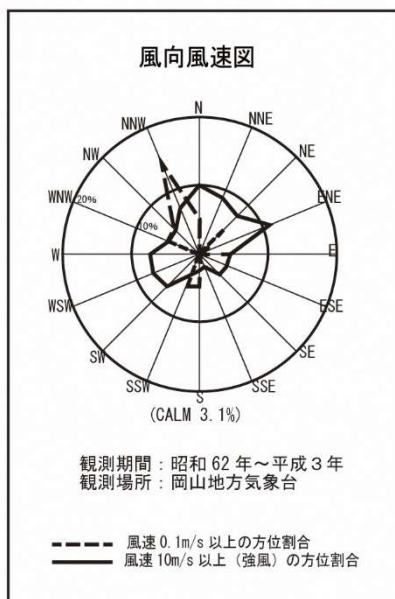 風向風速図
N
NNW
NNE
NW
NE
WNW
20%
ENE
10%
W
E
WSW
ESE
SW
SE
SSW
SSE
S
(CALM 3.1%)
観測期間：昭和 62 年～平成３年
観測場所：岡山地方気象台
風速 0.1m/s 以上の方位割合
風速 10m/s 以上（強風）の方位割合